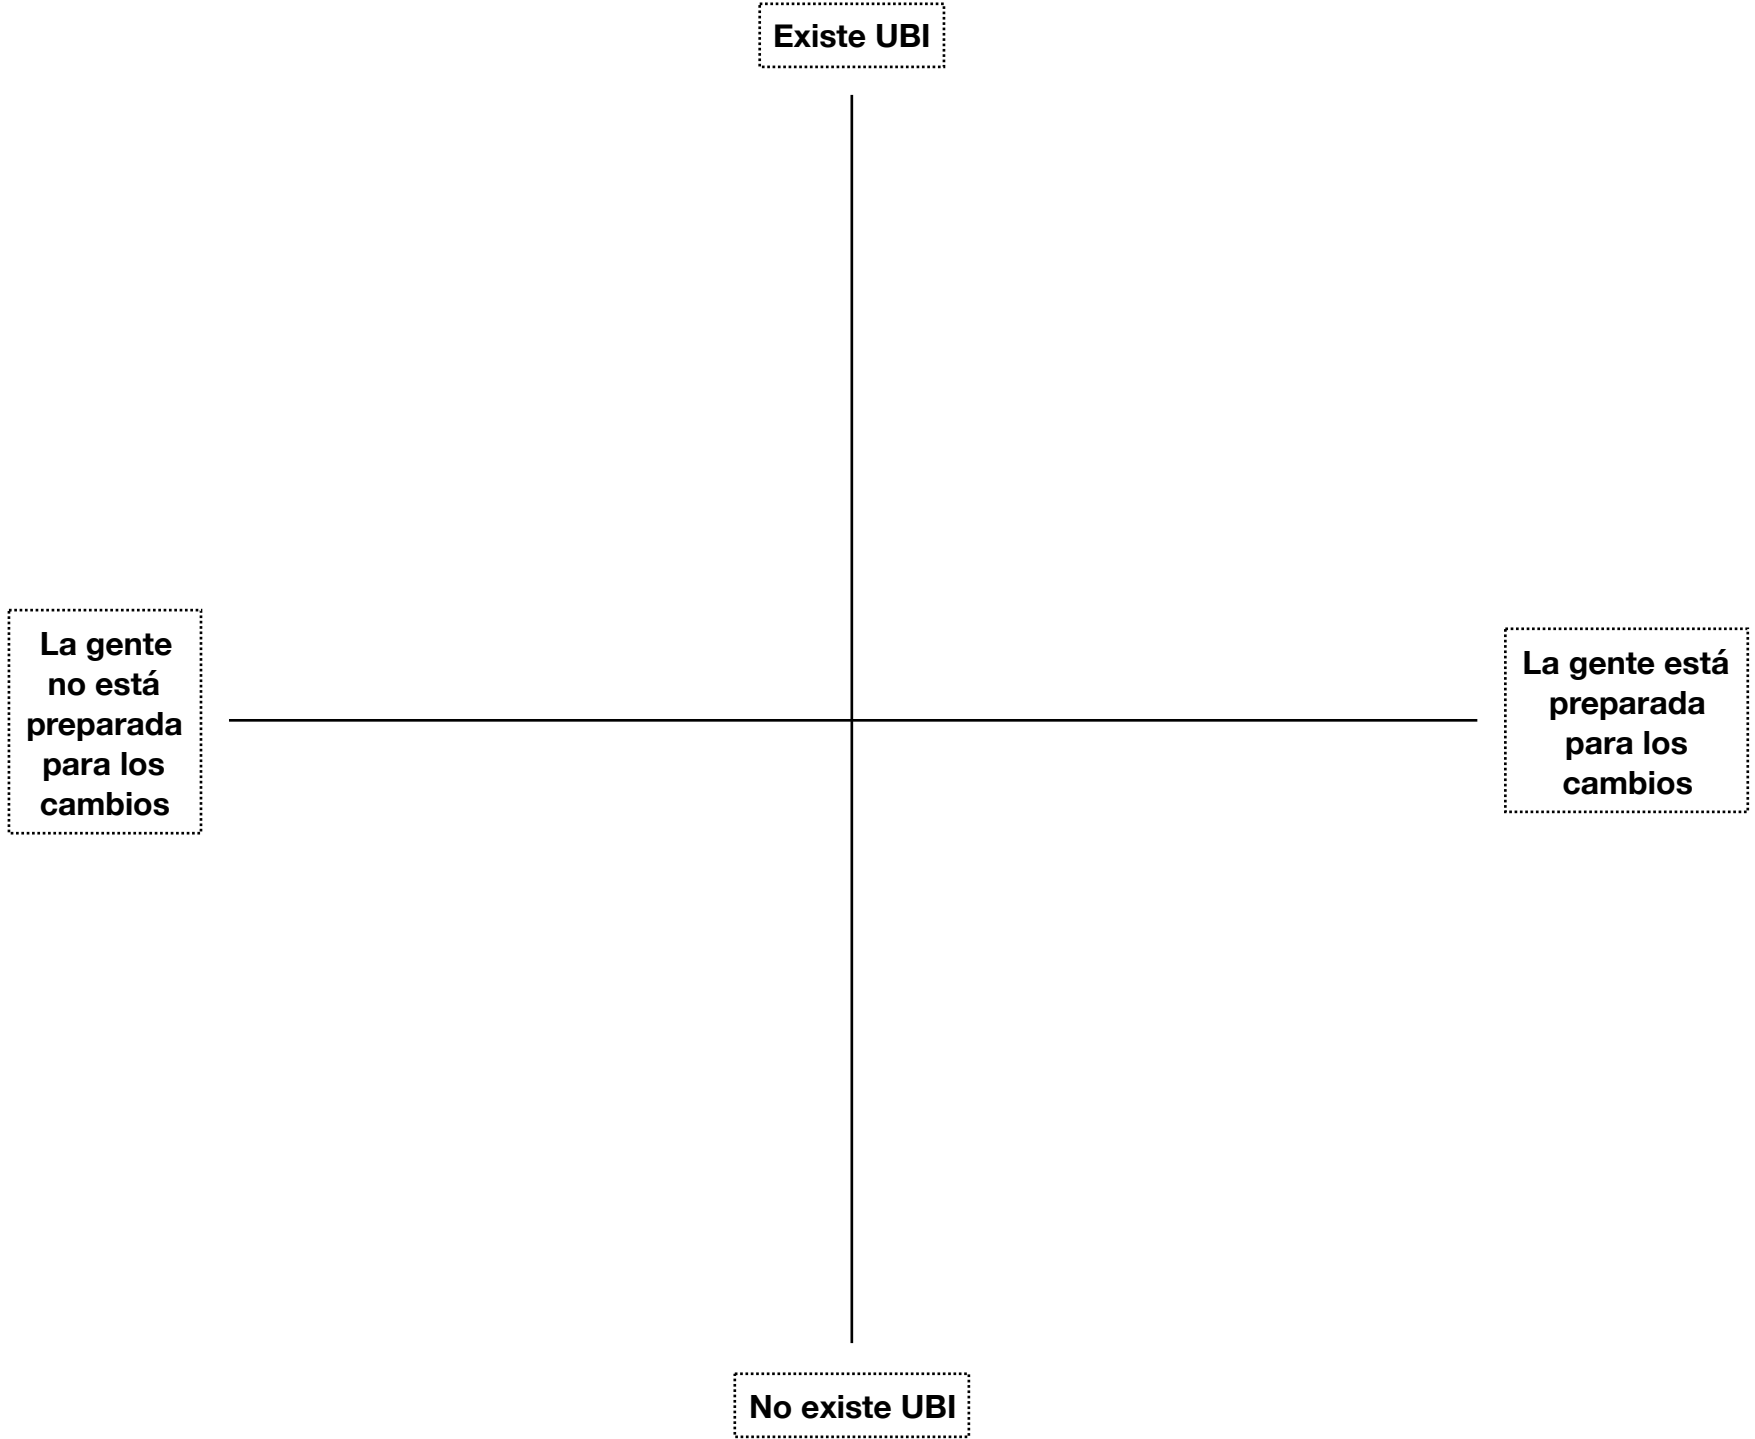 Existe UBI
La gente
no está
preparada
para los
cambios
La gente está
preparada
para los
cambios
No existe UBI